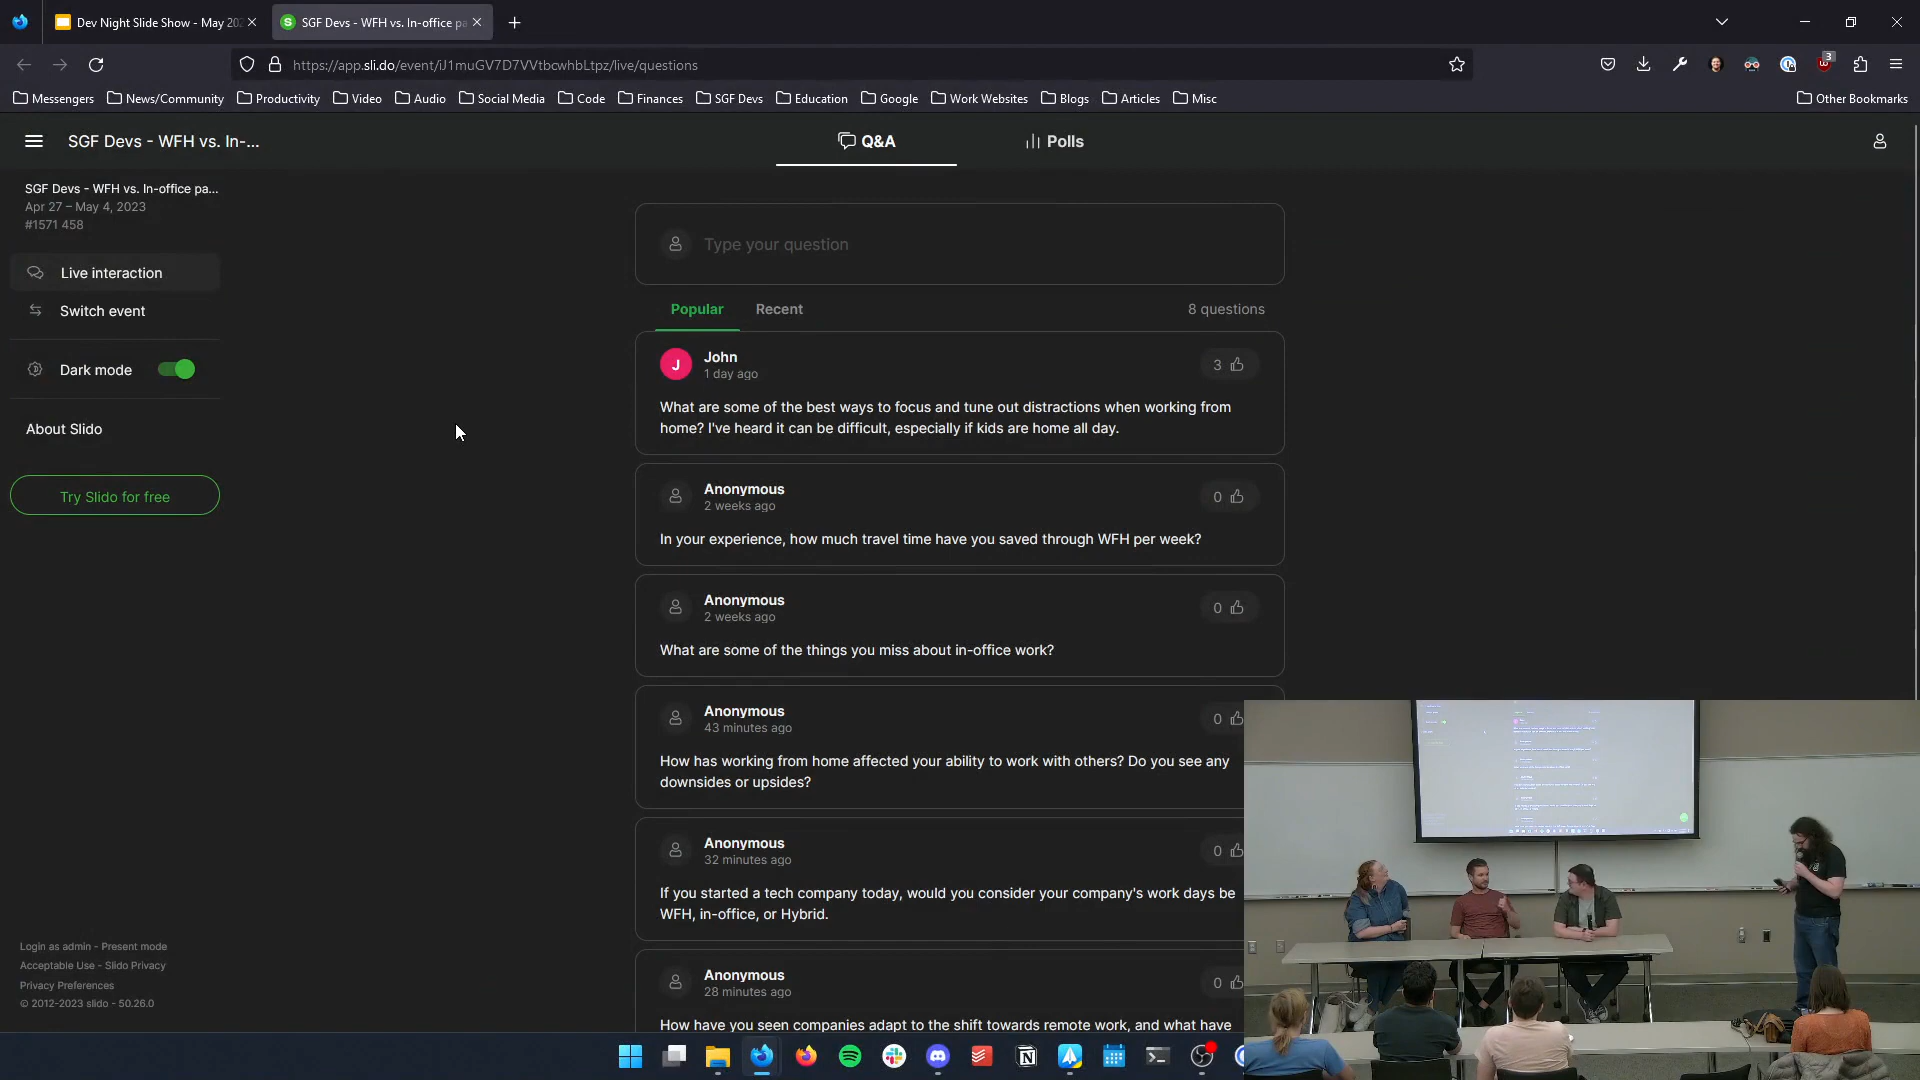 Dev Night Slide Show - May 202
SGF Devs - WFH vs. In-office pa
https://app.sli.do/event/iJ1muGV7D7VVtbcwhbLtpz/live/questions
3
Messengers
News/Community
Productivity
Video
Audio
Social Media
Code
Finances
SGF Devs
Education
Google
Work Websites
Blogs
Articles
Misc
Other Bookmarks
SGF Devs - WFH vs. In-...
Q&A
Polls
SGF Devs - WFH vs. In-office pa...
Apr 27 – May 4, 2023
#1571 458
Live interaction
Switch event
Dark mode
About Slido
Try Slido for free
Login as admin - Present mode
Acceptable Use - Slido Privacy
Privacy Preferences
© 2012-2023 slido - 50.26.0
Type your question
Popular
Recent
8 questions
J
John
1 day ago
3
What are some of the best ways to focus and tune out distractions when working from
home? I've heard it can be difficult, especially if kids are home all day.
Anonymous
2 weeks ago
0
In your experience, how much travel time have you saved through WFH per week?
Anonymous
2 weeks ago
0
What are some of the things you miss about in-office work?
Anonymous
43 minutes ago
0
How has working from home affected your ability to work with others? Do you see any
downsides or upsides?
Anonymous
32 minutes ago
0
If you started a tech company today, would you consider your company's work days be
WFH, in-office, or Hybrid.
Anonymous
28 minutes ago
0
How have you seen companies adapt to the shift towards remote work, and what have